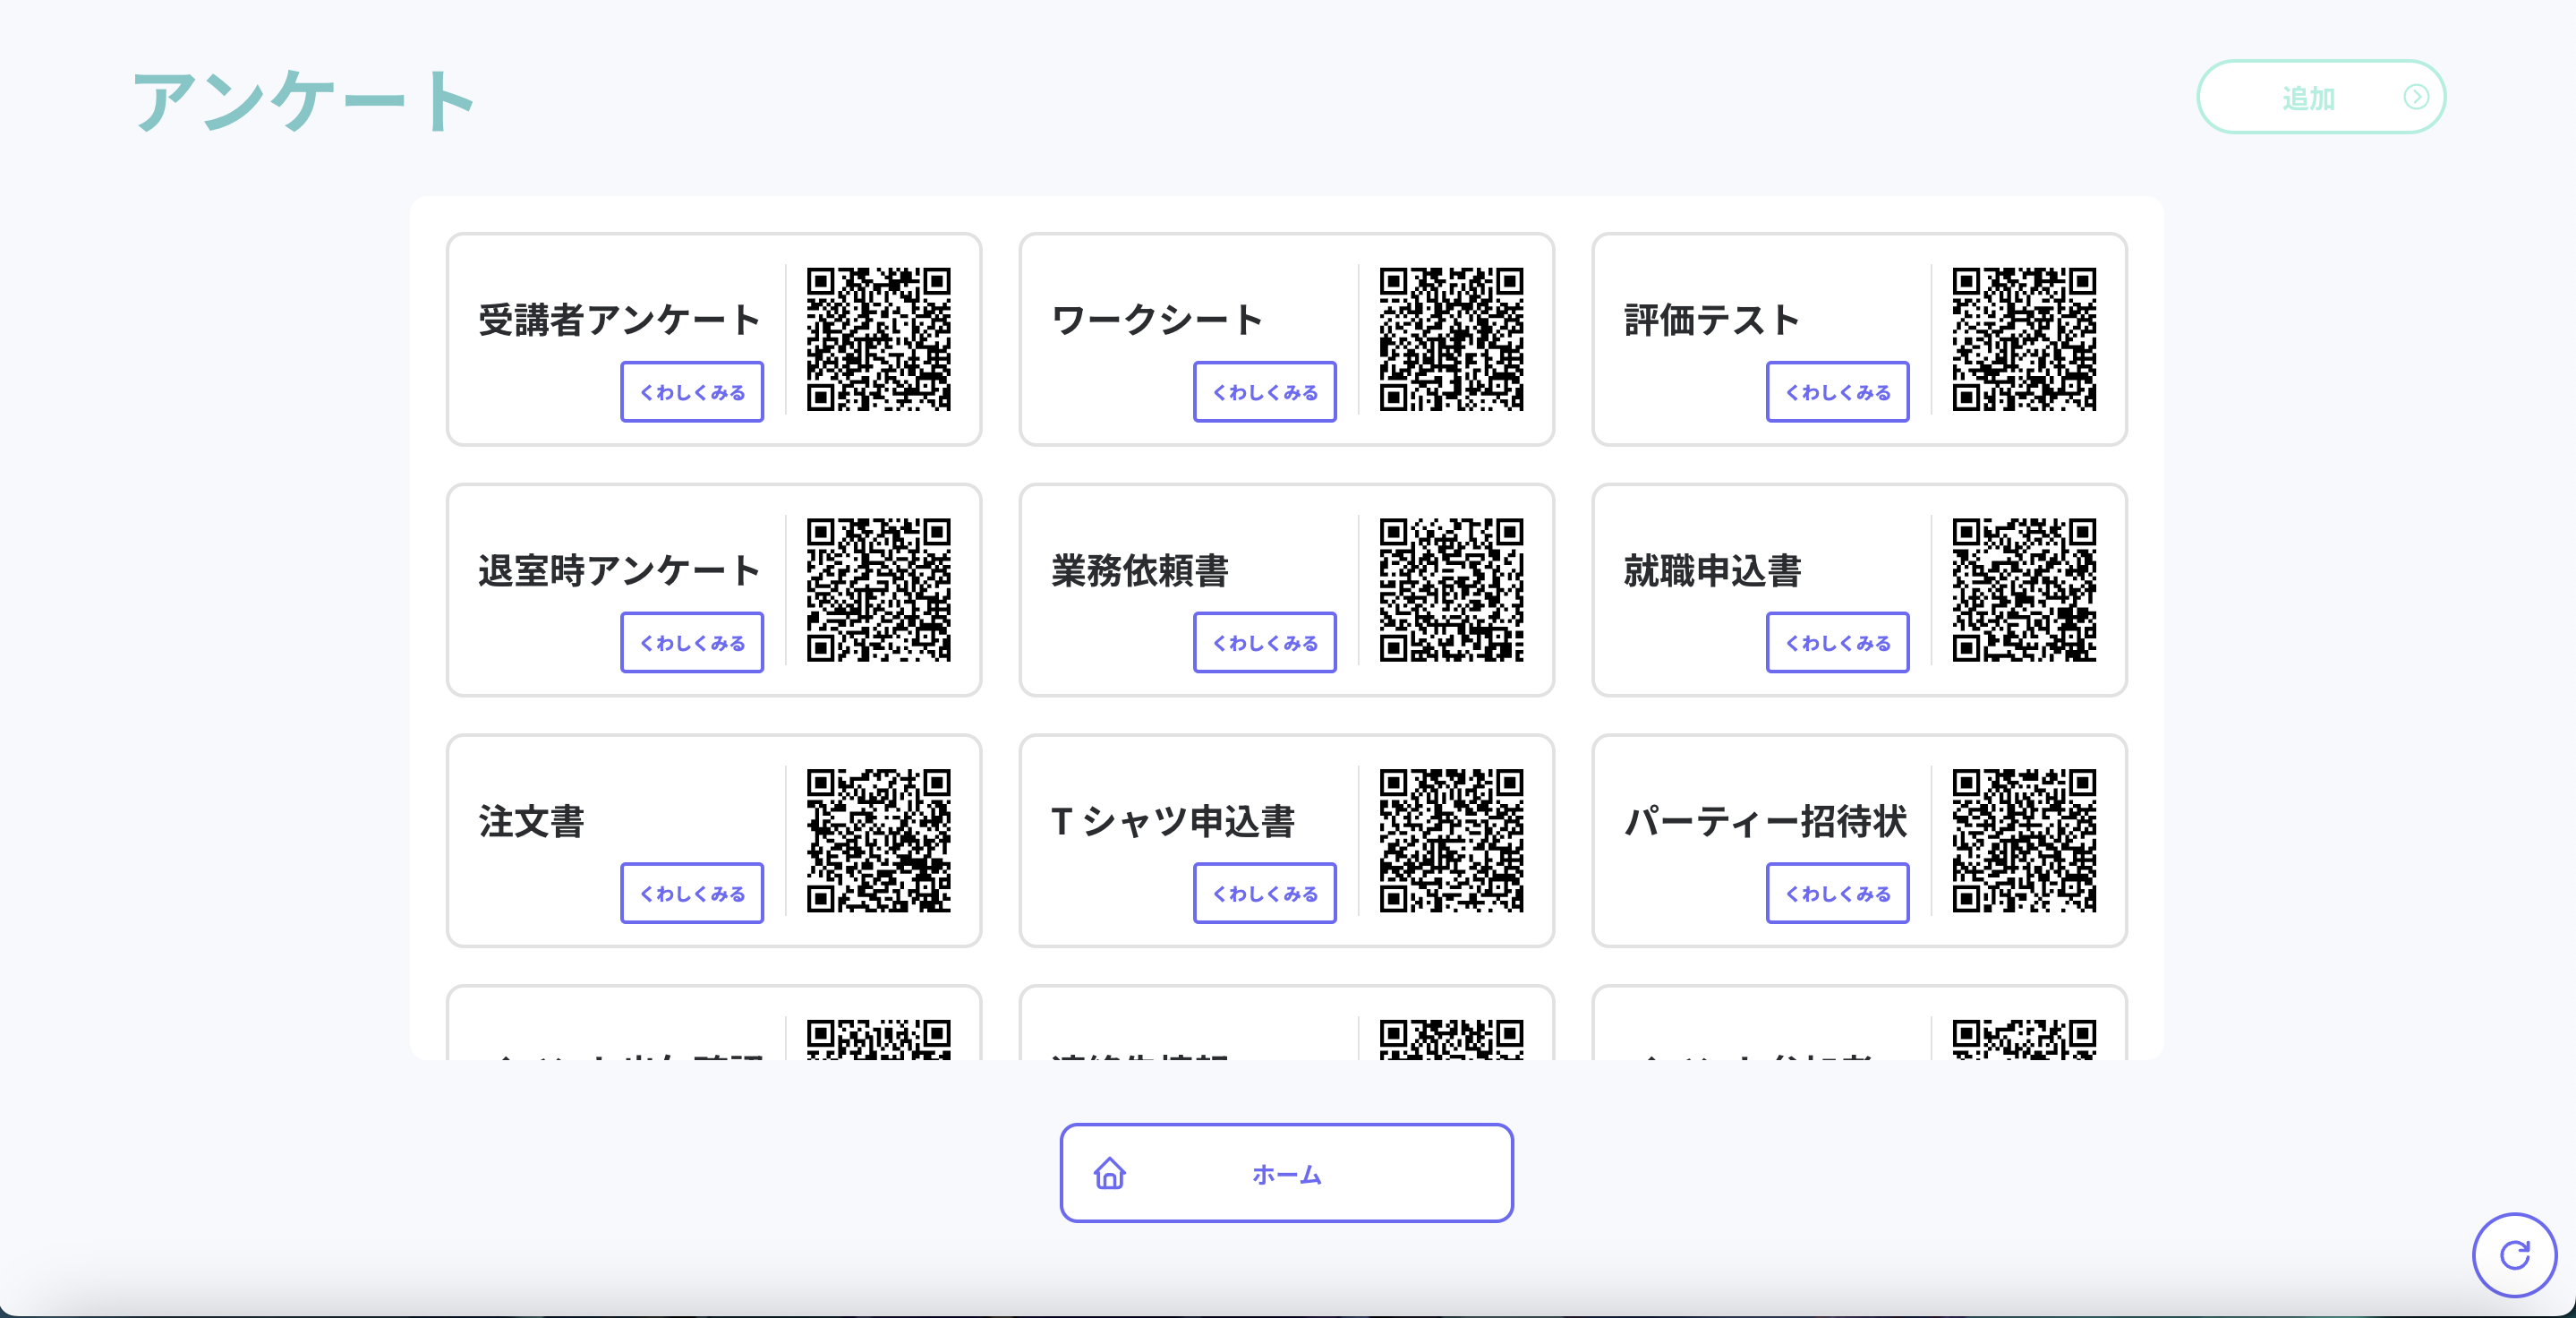 アンケート
追加
受講者アンケート
くわしくみる
ワークシート
くわしくみる
評価テスト
くわしくみる
退室時アンケート
くわしくみる
業務依頼書
くわしくみる
就職申込書
くわしくみる
注文書
くわしくみる
T シャツ申込書
くわしくみる
パーティー招待状
くわしくみる
ホーム